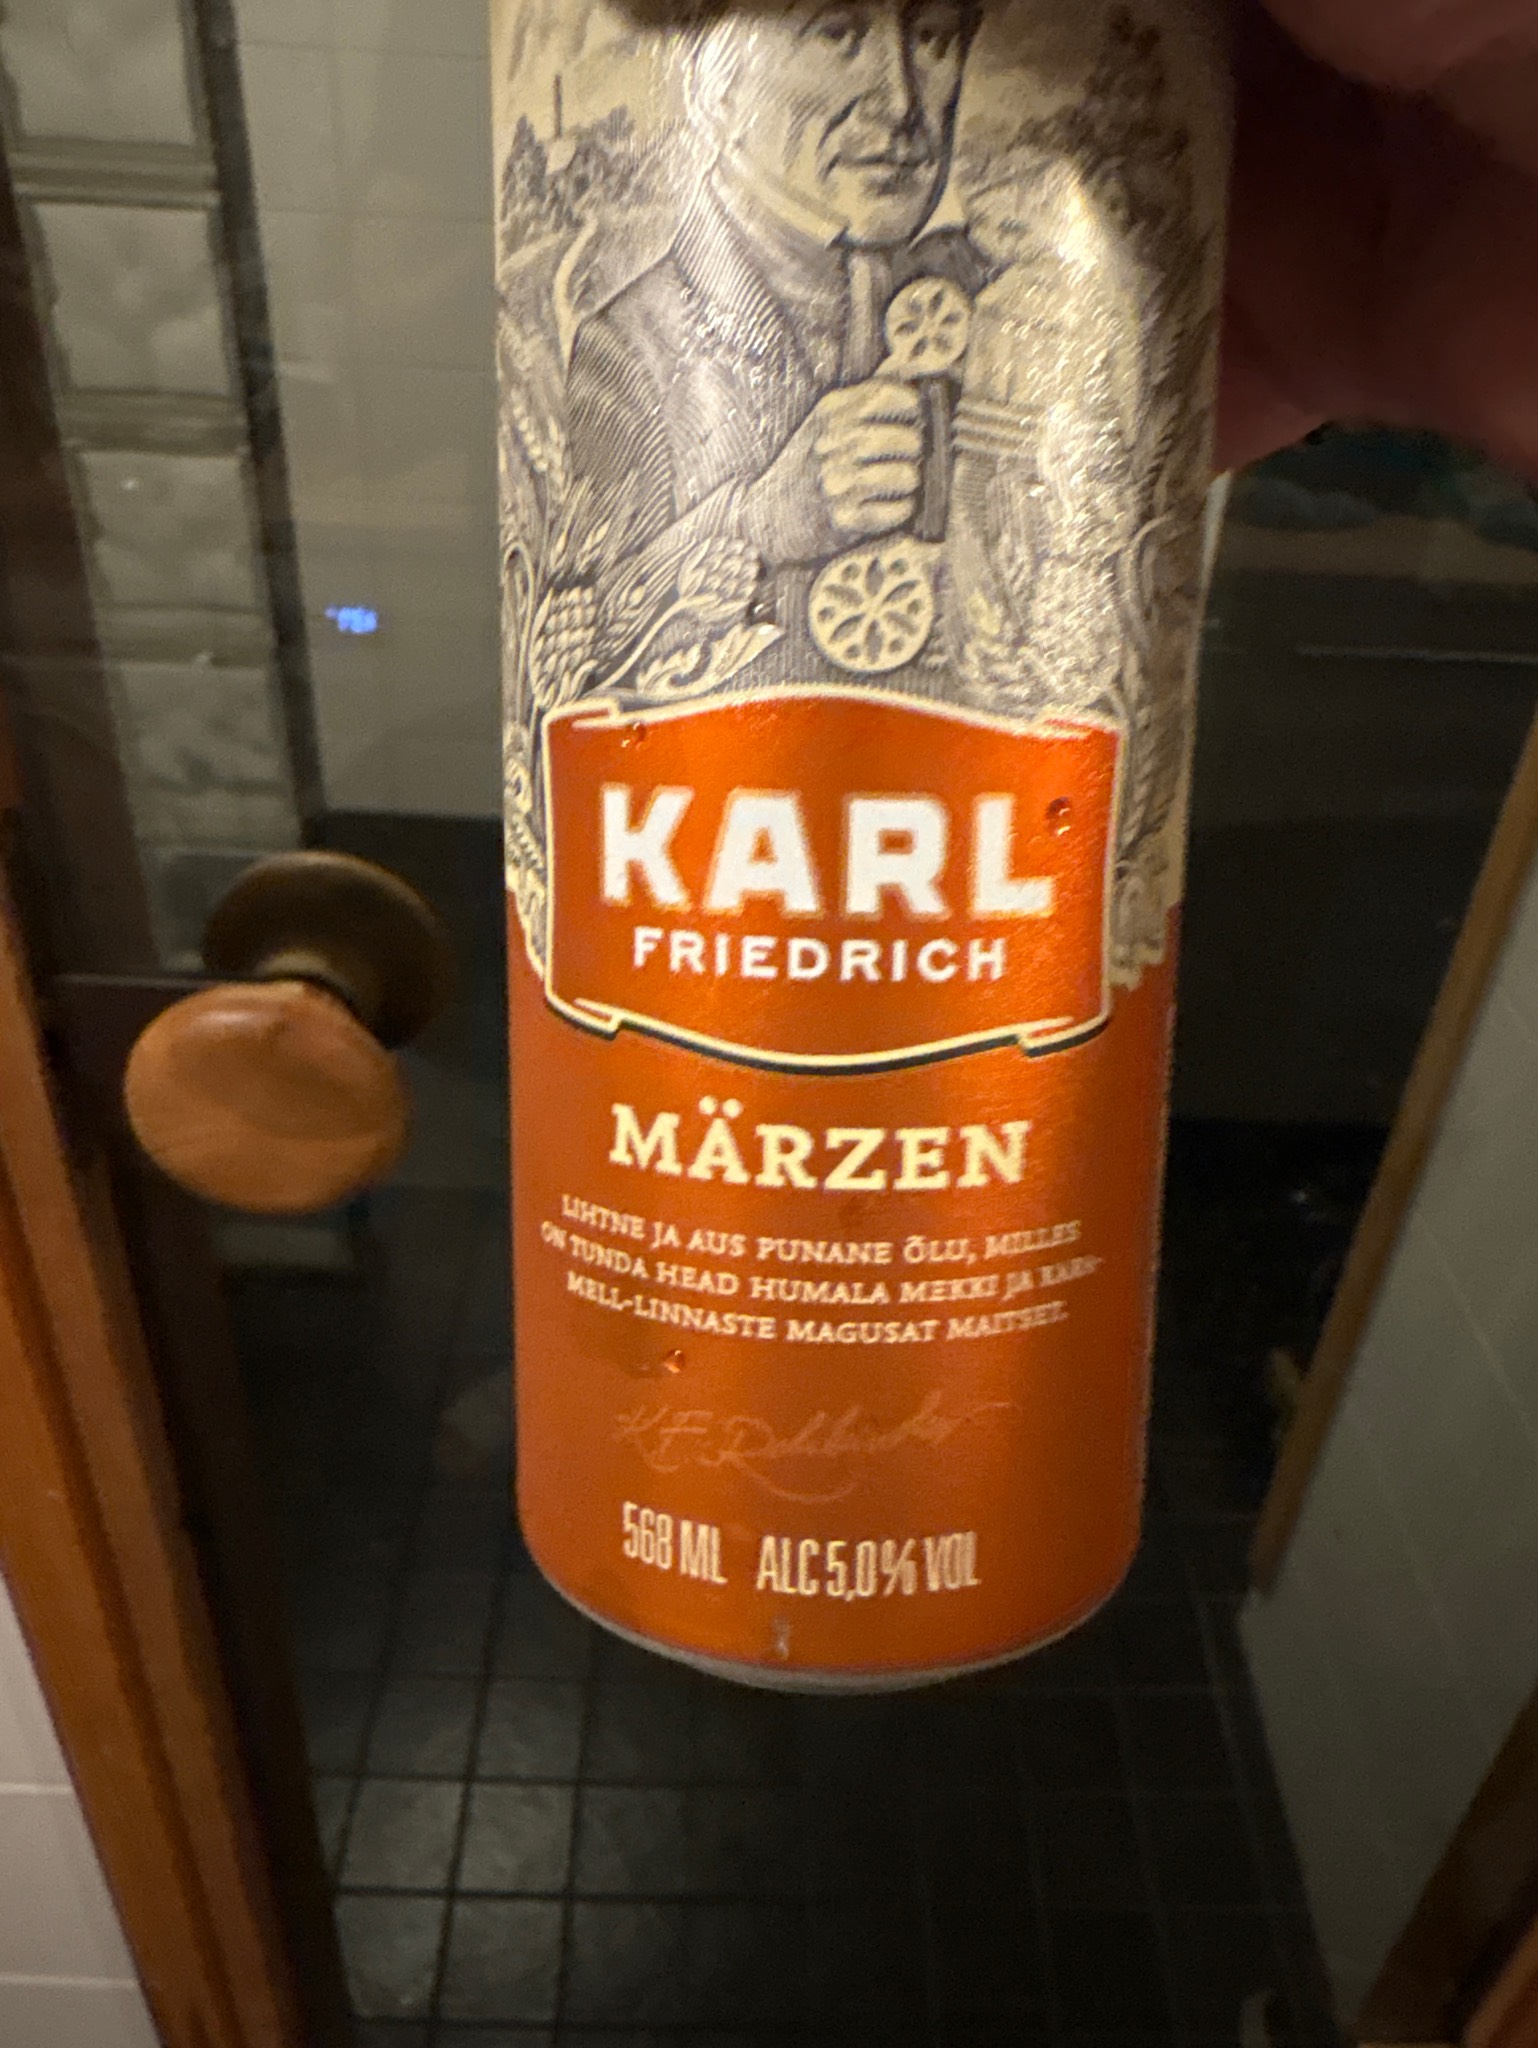 KARL
FRIEDRICH
MÄRZEN
LIHTNE JA AUS PUNANE ÕLU, MILLES
ON TUNDA HEAD HUMALA MEKKI JA KARA-
MELL-LINNASTE MAGUSAT MAITSET.
568 ML ALC 5,0% VOL